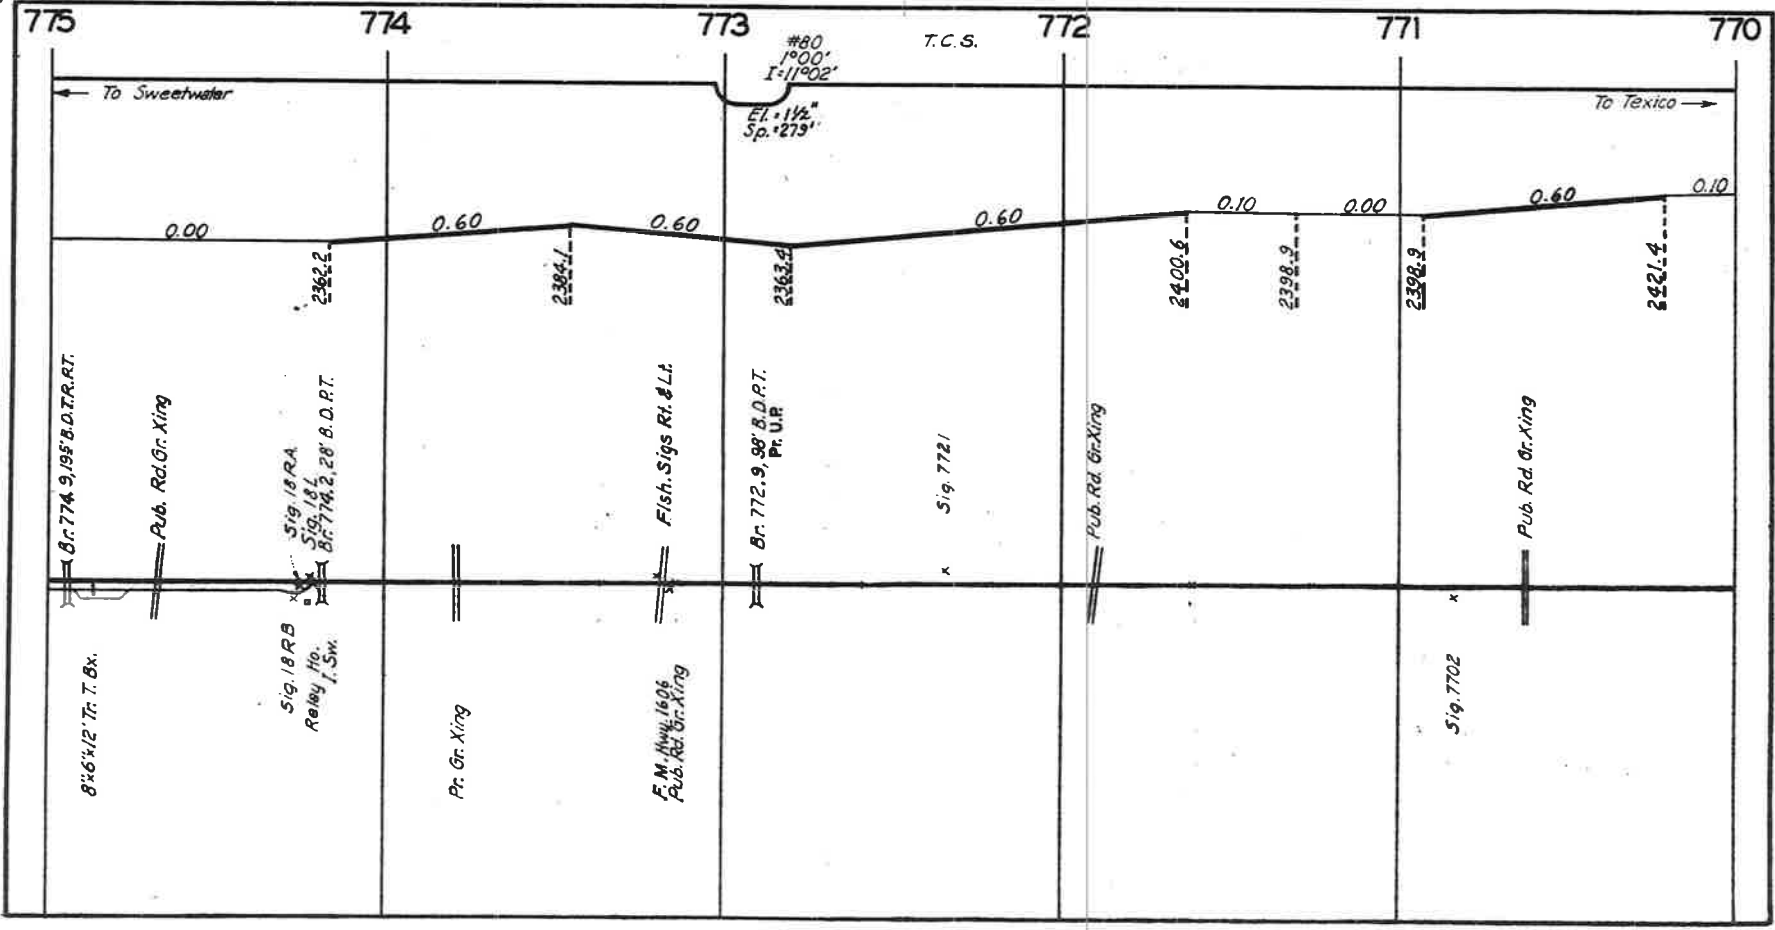 775 774 773 772 771 770
#80
1°00'
I=11°02'
T.C.S.
← To Sweetwater
To Texico →
El.=1½"
Sp.=279'
0.00 0.60 0.60 0.60 0.10 0.00 0.60 0.10
2362.2
2384.1
2363.4
2400.6
2398.9
2398.9
2421.4
Br. 774.9, 195' B.D.T.R.RT.
Pub. Rd. Gr. Xing
Sig. 18 RA
Sig. 18 L
Br. 774.2, 28' B.D.P.T.
Flsh. Sigs Rt. & Lt.
Br. 772.9, 98' B.D.P.T.
Pr. U.P.
Sig. 7721
Pub. Rd. Gr. Xing
Pub. Rd. Gr. Xing
8"x6"x12' Tr. T. Bx.
Sig. 18 RB
Relay Ho.
I. Sw.
Pr. Gr. Xing
F. M. Hwy. 1606
Pub. Rd. Gr. Xing
Sig. 7702